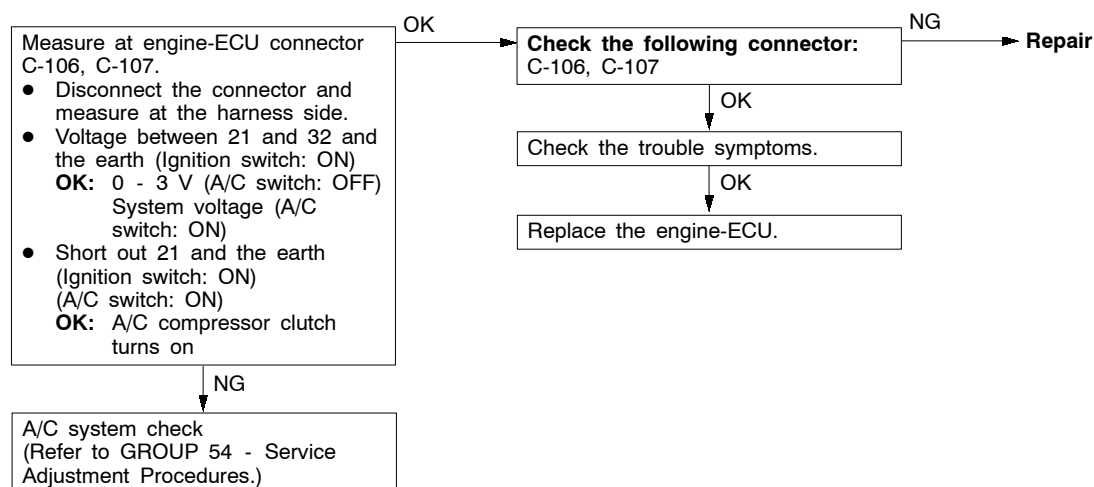 Measure at engine-ECU connector
C-106, C-107.
● Disconnect the connector and
measure at the harness side.
● Voltage between 21 and 32 and
the earth (Ignition switch: ON)
OK: 0 - 3 V (A/C switch: OFF)
System voltage (A/C
switch: ON)
● Short out 21 and the earth
(Ignition switch: ON)
(A/C switch: ON)
OK: A/C compressor clutch
turns on
OK
Check the following connector:
C-106, C-107
NG
Repair
OK
Check the trouble symptoms.
OK
Replace the engine-ECU.
NG
A/C system check
(Refer to GROUP 54 - Service
Adjustment Procedures.)